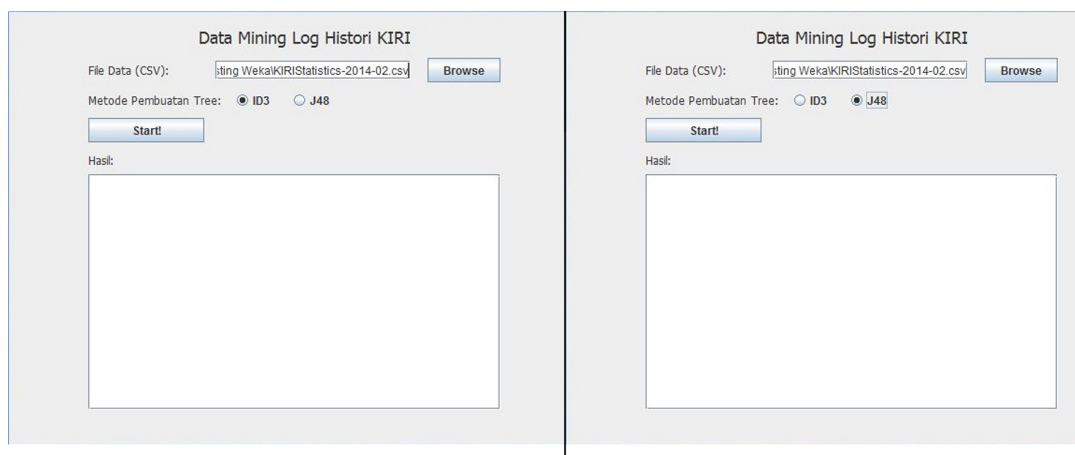 Data Mining Log Histori KIRI
File Data (CSV): sting Weka\KIRIStatistics-2014-02.csv Browse
Metode Pembuatan Tree: ID3 J48
Start!
Hasil:
Data Mining Log Histori KIRI
File Data (CSV): sting Weka\KIRIStatistics-2014-02.csv Browse
Metode Pembuatan Tree: ID3 J48
Start!
Hasil: